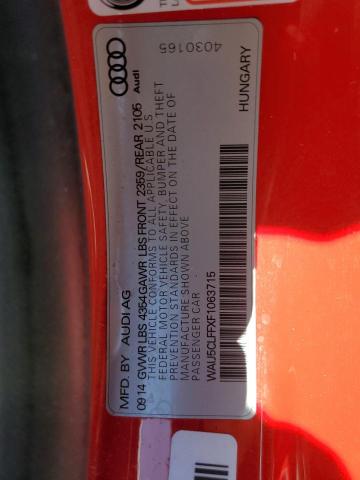 MFD. BY AUDI AG
Audi
09 14 GVWR LBS 4354 GAWR LBS FRONT 2359/REAR 2105
THIS VEHICLE CONFORMS TO ALL APPLICABLE U S
FEDERAL MOTOR VEHICLE SAFETY, BUMPER AND THEFT
PREVENTION STANDARDS IN EFFECT ON THE DATE OF
MANUFACTURE SHOWN ABOVE
PASSENGER CAR
WAU5CLFFXF1063715
4030165
HUNGARY